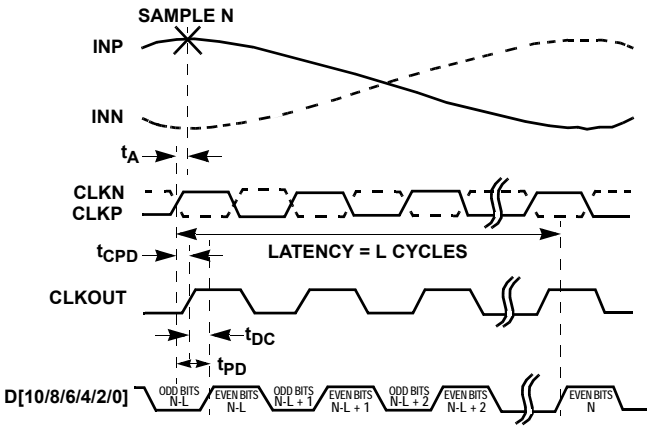 SAMPLE N
INP
INN
tA
CLKN
CLKP
LATENCY = L CYCLES
tCPD
CLKOUT
tDC
tPD
D[10/8/6/4/2/0]
ODD BITS N-L
EVEN BITS N-L
ODD BITS N-L + 1
EVEN BITS N-L + 1
ODD BITS N-L + 2
EVEN BITS N-L + 2
EVEN BITS N